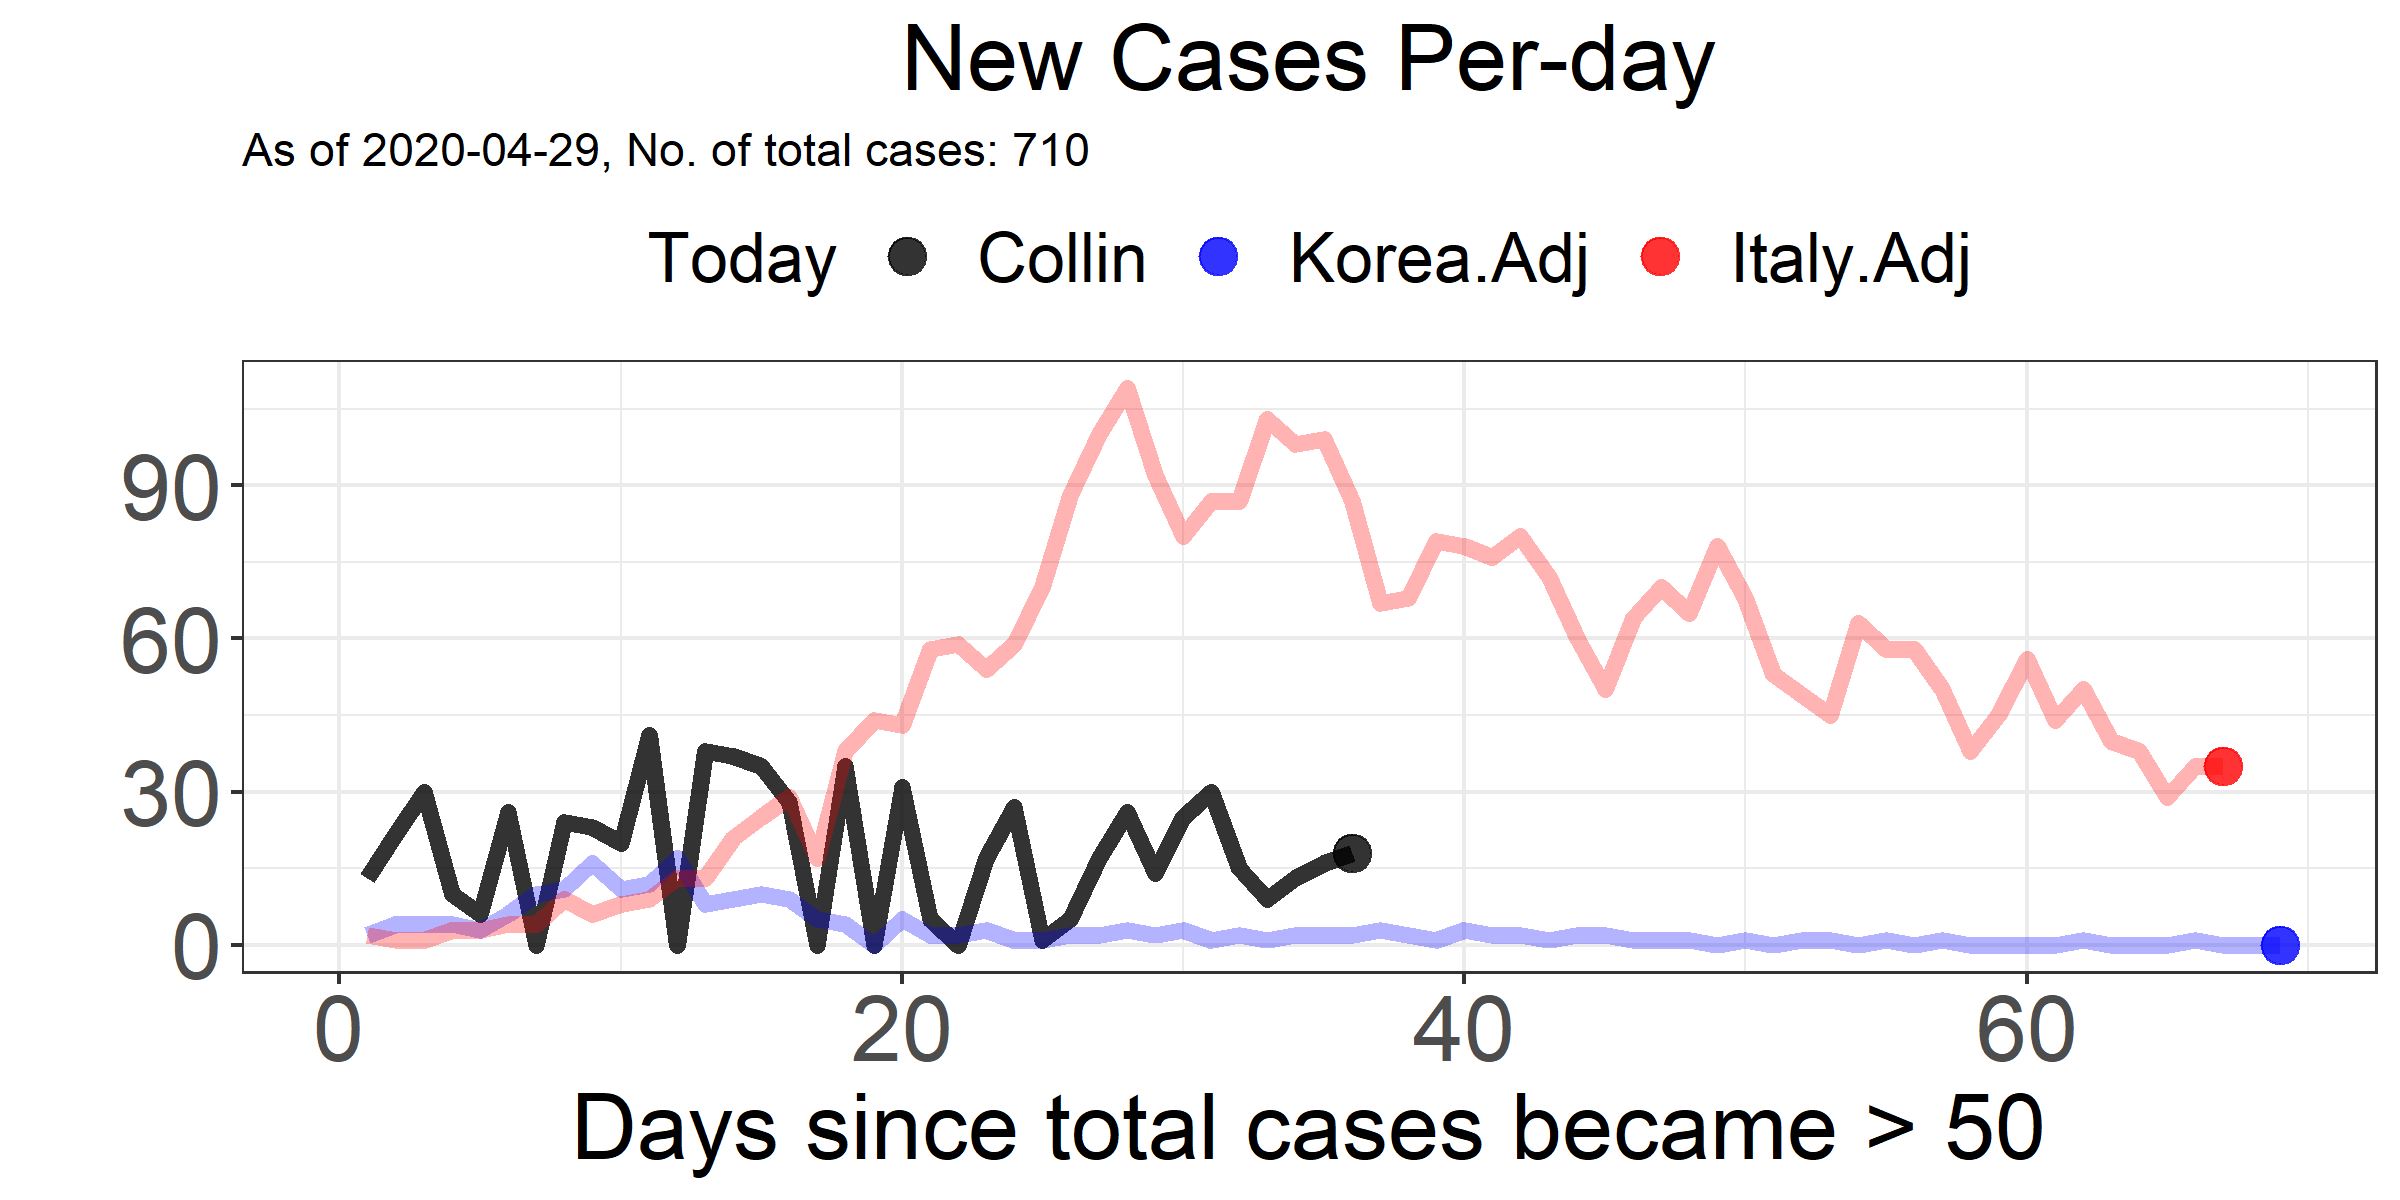 New Cases Per-day
As of 2020-04-29, No. of total cases: 710
Today Collin Korea.Adj Italy.Adj
90
60
30
0
0 20 40 60
Days since total cases became > 50